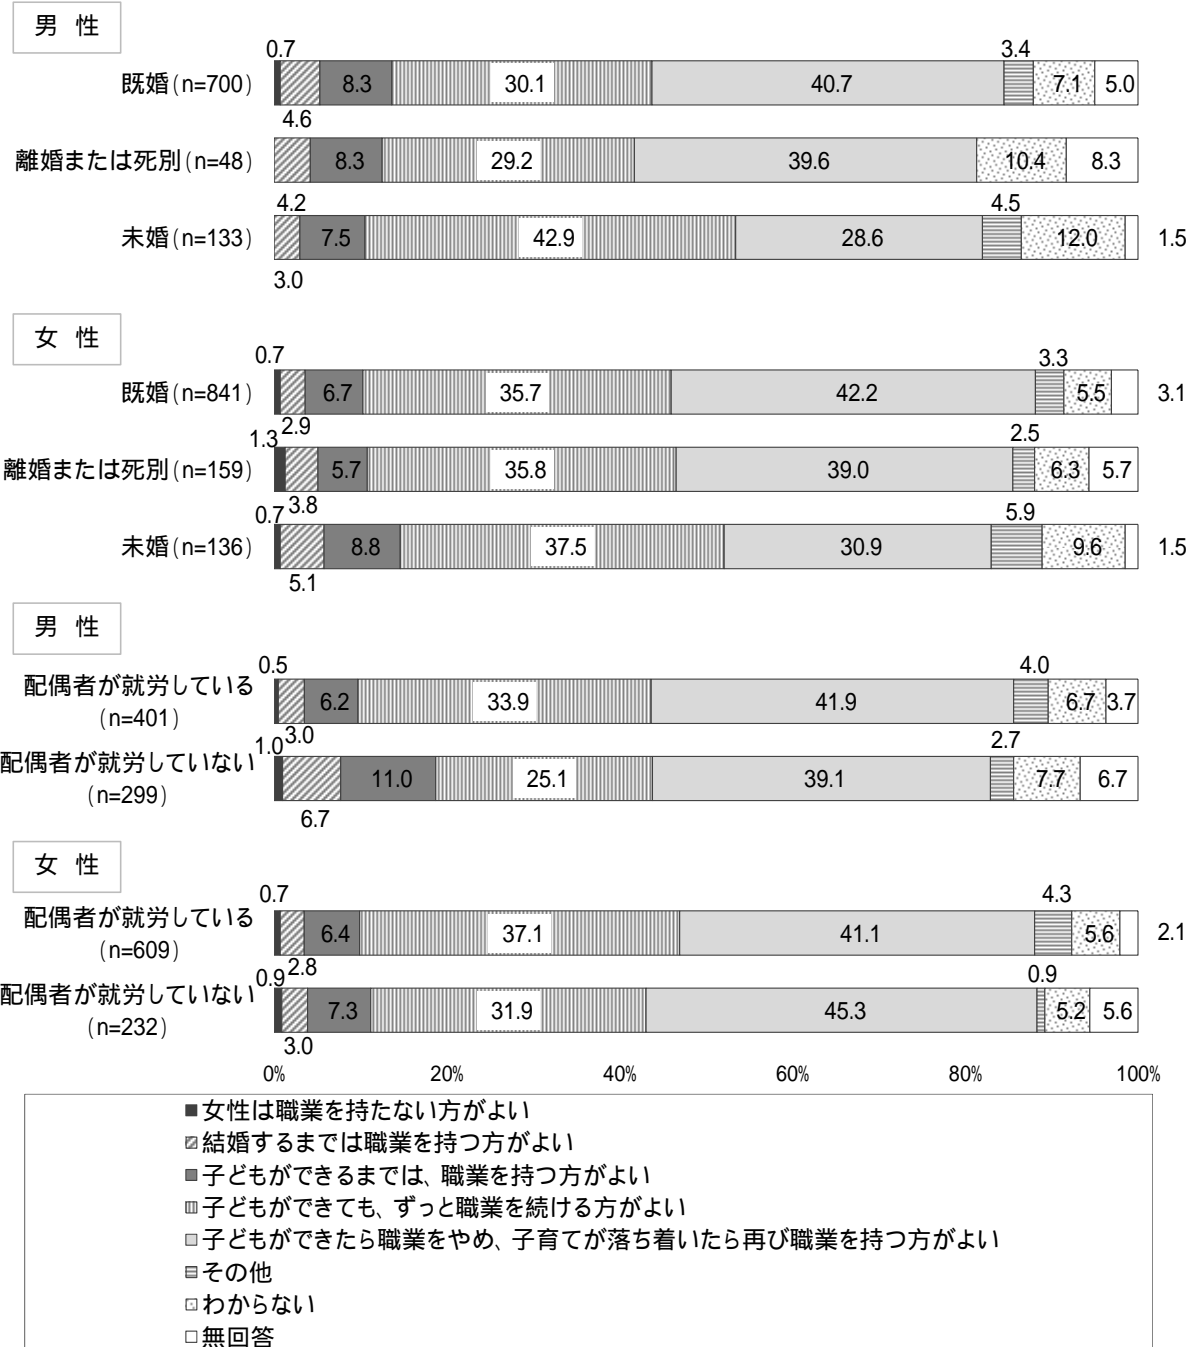 男 性
0.7 3.4
既婚(n=700) 8.3 30.1 40.7 7.1 5.0
4.6
離婚または死別(n=48) 8.3 29.2 39.6 10.4 8.3
4.2 4.5
未婚(n=133) 7.5 42.9 28.6 12.0 1.5
3.0
女 性
0.7 3.3
既婚(n=841) 6.7 35.7 42.2 5.5 3.1
1.3 2.9 2.5
離婚または死別(n=159) 5.7 35.8 39.0 6.3 5.7
0.7 3.8 5.9
未婚(n=136) 8.8 37.5 30.9 9.6 1.5
5.1
男 性
0.5 4.0
配偶者が就労している
(n=401) 6.2 33.9 41.9 6.7 3.7
1.0 3.0 2.7
配偶者が就労していない
(n=299) 11.0 25.1 39.1 7.7 6.7
6.7
女 性
0.7 4.3
配偶者が就労している
(n=609) 6.4 37.1 41.1 5.6 2.1
0.9 2.8 0.9
配偶者が就労していない
(n=232) 7.3 31.9 45.3 5.2 5.6
3.0
0% 20% 40% 60% 80% 100%
女性は職業を持たない方がよい
結婚するまでは職業を持つ方がよい
子どもができるまでは、職業を持つ方がよい
子どもができても、ずっと職業を続ける方がよい
子どもができたら職業をやめ、子育てが落ち着いたら再び職業を持つ方がよい
その他
わからない
無回答